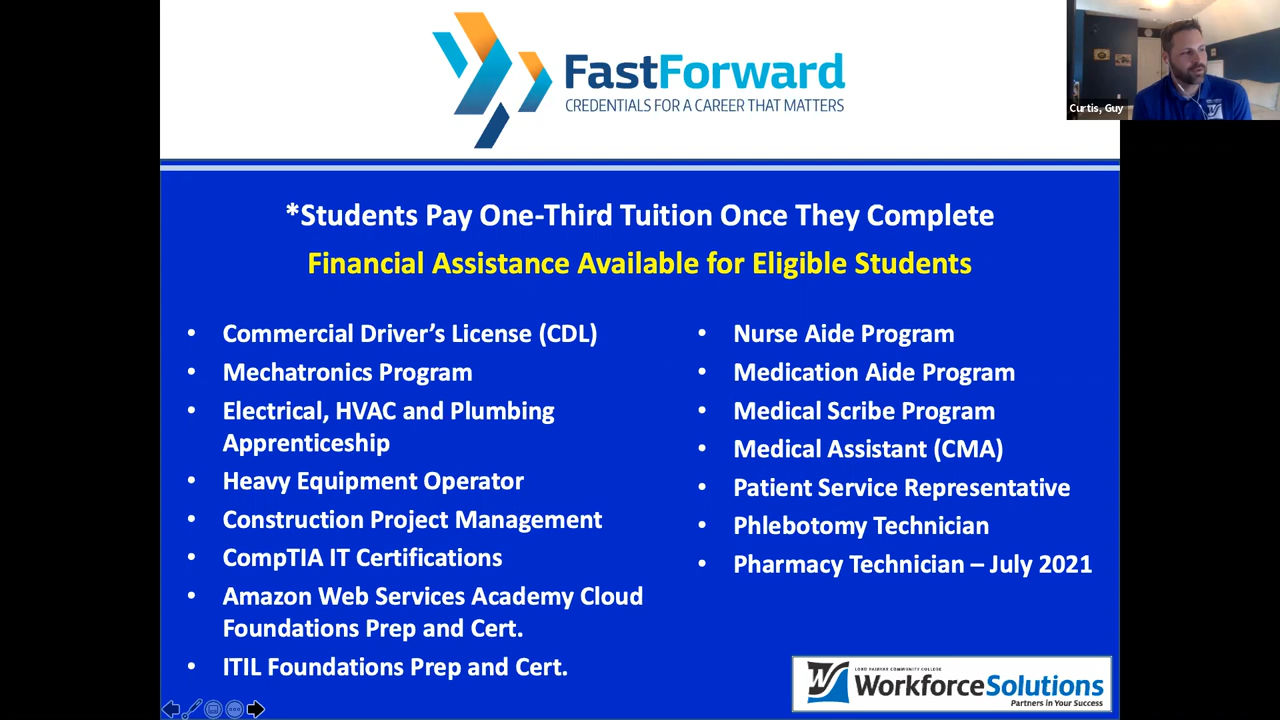 FastForward
CREDENTIALS FOR A CAREER THAT MATTERS
Curtis, Guy
*Students Pay One-Third Tuition Once They Complete
Financial Assistance Available for Eligible Students
• Commercial Driver’s License (CDL)
• Mechatronics Program
• Electrical, HVAC and Plumbing
Apprenticeship
• Heavy Equipment Operator
• Construction Project Management
• CompTIA IT Certifications
• Amazon Web Services Academy Cloud
Foundations Prep and Cert.
• ITIL Foundations Prep and Cert.
• Nurse Aide Program
• Medication Aide Program
• Medical Scribe Program
• Medical Assistant (CMA)
• Patient Service Representative
• Phlebotomy Technician
• Pharmacy Technician – July 2021
LORD FAIRFAX COMMUNITY COLLEGE
WorkforceSolutions
Partners in Your Success